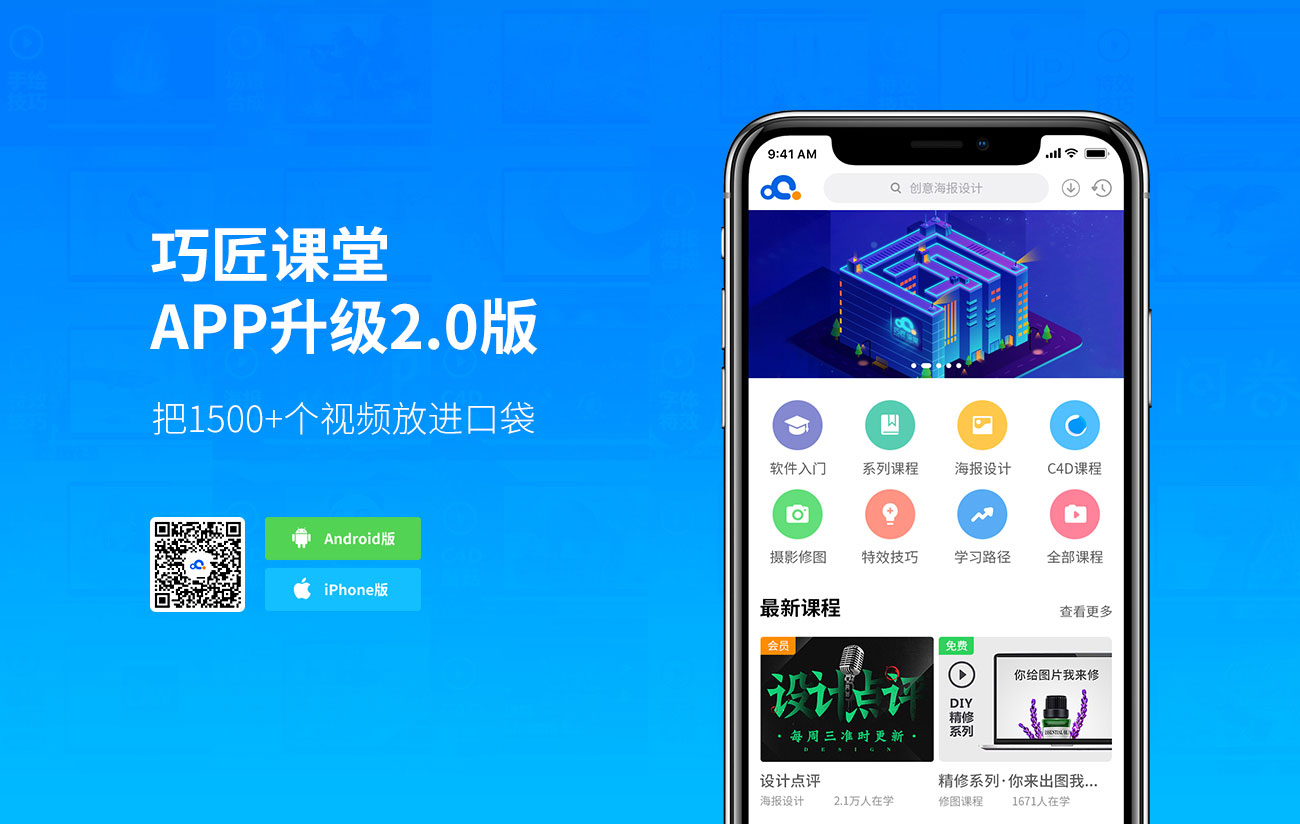 巧匠课堂
APP升级2.0版
把1500+个视频放进口袋
Android版
iPhone版
9:41 AM
创意海报设计
软件入门
系列课程
海报设计
C4D课程
摄影修图
特效技巧
学习路径
全部课程
最新课程
查看更多
会员
设计点评
·每周三准时更新·
DESIGN
免费
DIY
精修
系列
你给图片我来修
设计点评
海报设计
2.1万人在学
精修系列·你来出图我...
修图课程
1671人在学